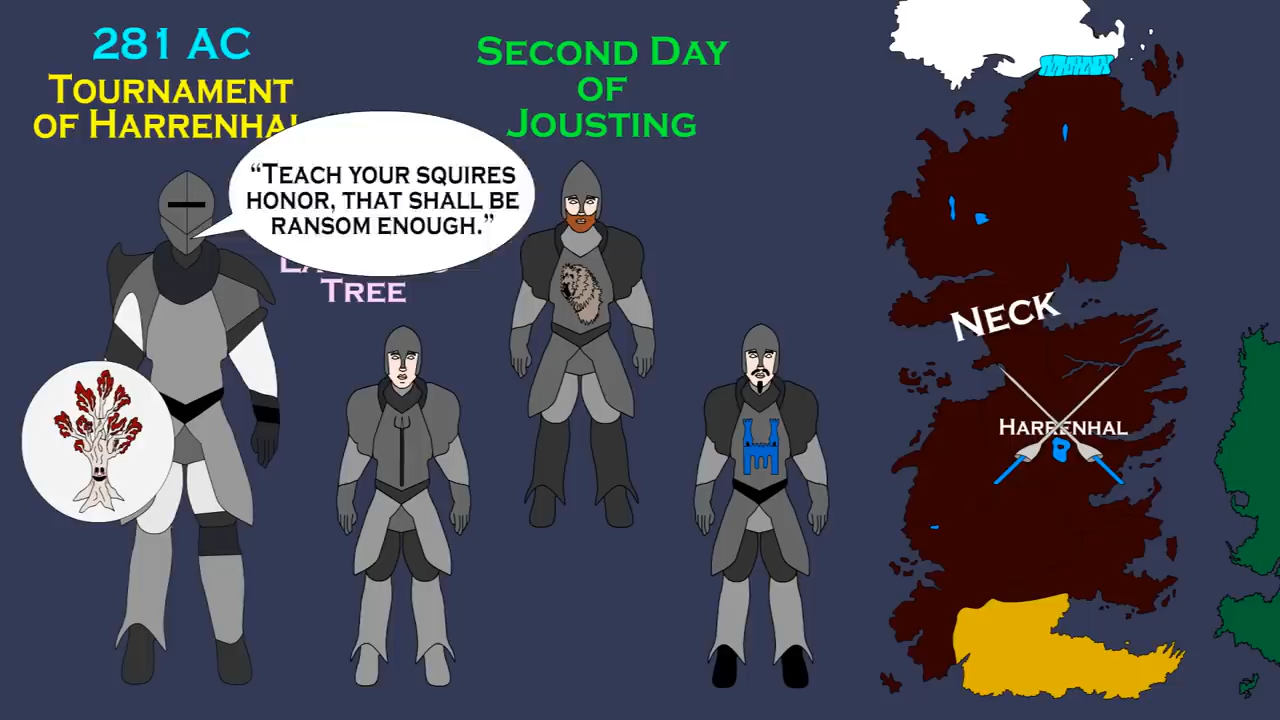 281 AC
Tournament
of Harrenhal
Second Day
of
Jousting
“Teach your squires
honor, that shall be
ransom enough.”
Tree
Neck
Harrenhal